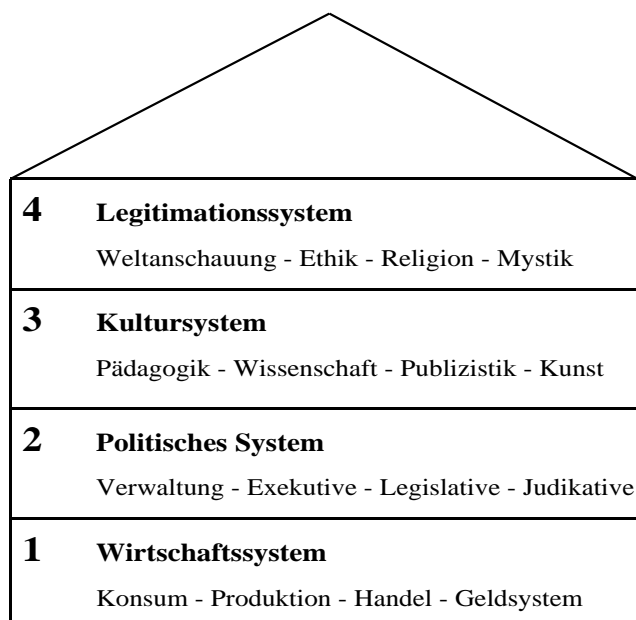 4 Legitimationssystem
Weltanschauung - Ethik - Religion - Mystik
3 Kultursystem
Pädagogik - Wissenschaft - Publizistik - Kunst
2 Politisches System
Verwaltung - Exekutive - Legislative - Judikative
1 Wirtschaftssystem
Konsum - Produktion - Handel - Geldsystem